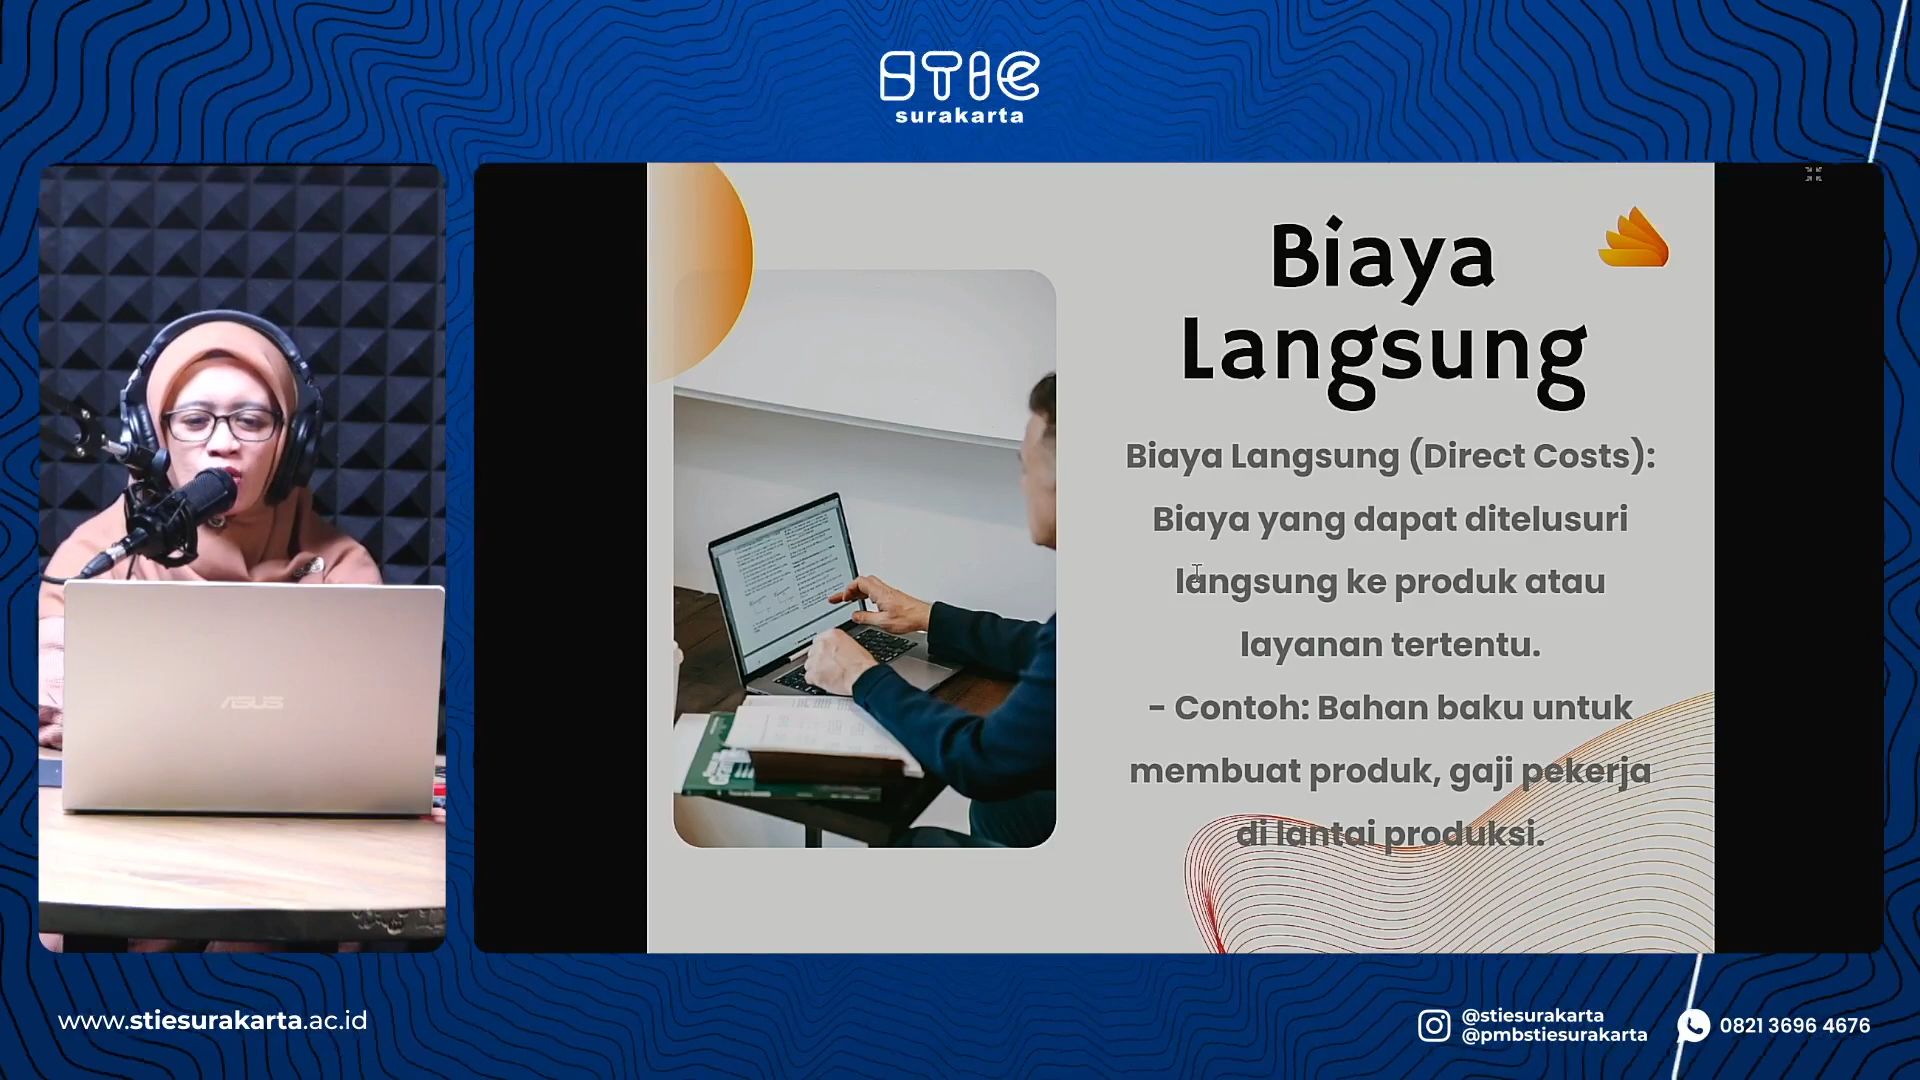 STIE
surakarta
Biaya
Langsung
Biaya Langsung (Direct Costs):
Biaya yang dapat ditelusuri
langsung ke produk atau
layanan tertentu.
- Contoh: Bahan baku untuk
membuat produk, gaji pekerja
di lantai produksi.
ASUS
www.stiesurakarta.ac.id
@stiesurakarta
@pmbstiesurakarta
0821 3696 4676